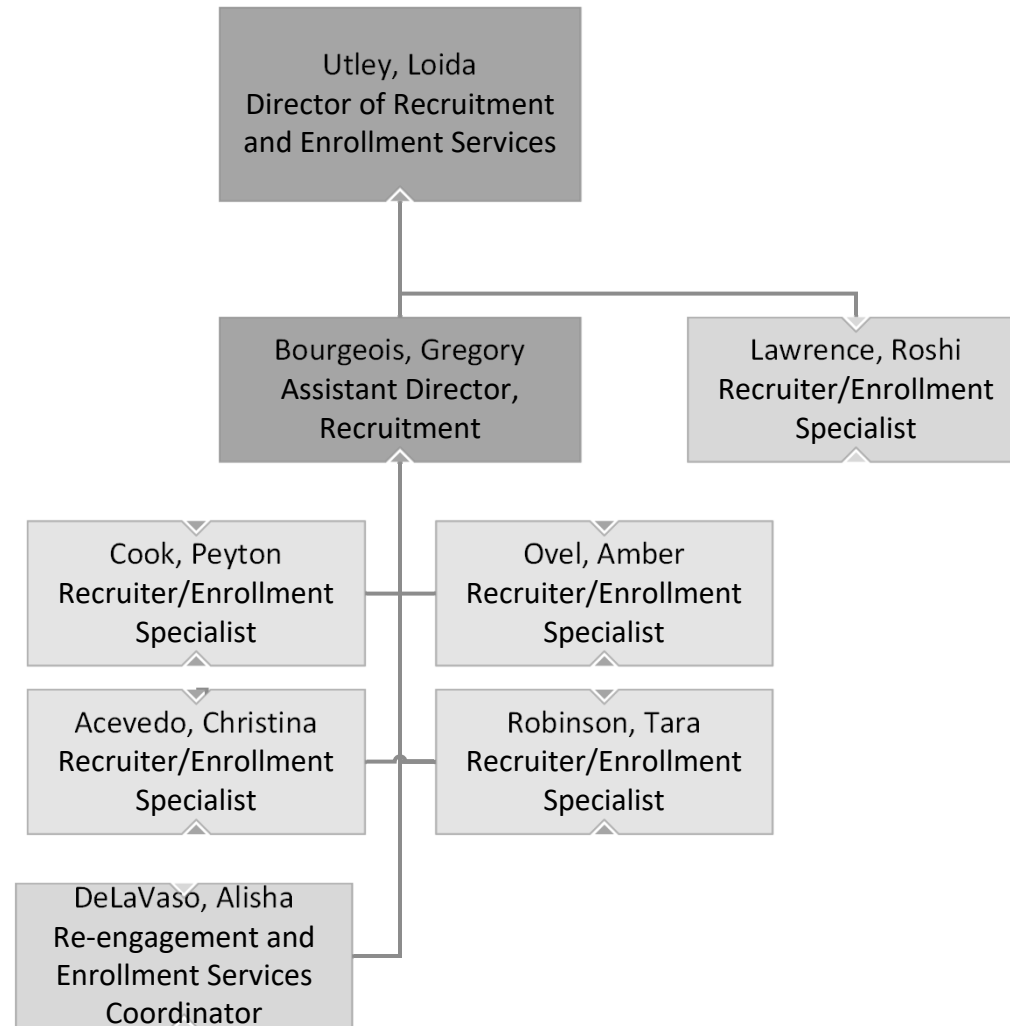 Utley, Loida
Director of Recruitment
and Enrollment Services
Bourgeois, Gregory
Assistant Director,
Recruitment
Lawrence, Roshi
Recruiter/Enrollment
Specialist
Cook, Peyton
Recruiter/Enrollment
Specialist
Ovel, Amber
Recruiter/Enrollment
Specialist
Acevedo, Christina
Recruiter/Enrollment
Specialist
Robinson, Tara
Recruiter/Enrollment
Specialist
DeLaVaso, Alisha
Re-engagement and
Enrollment Services
Coordinator